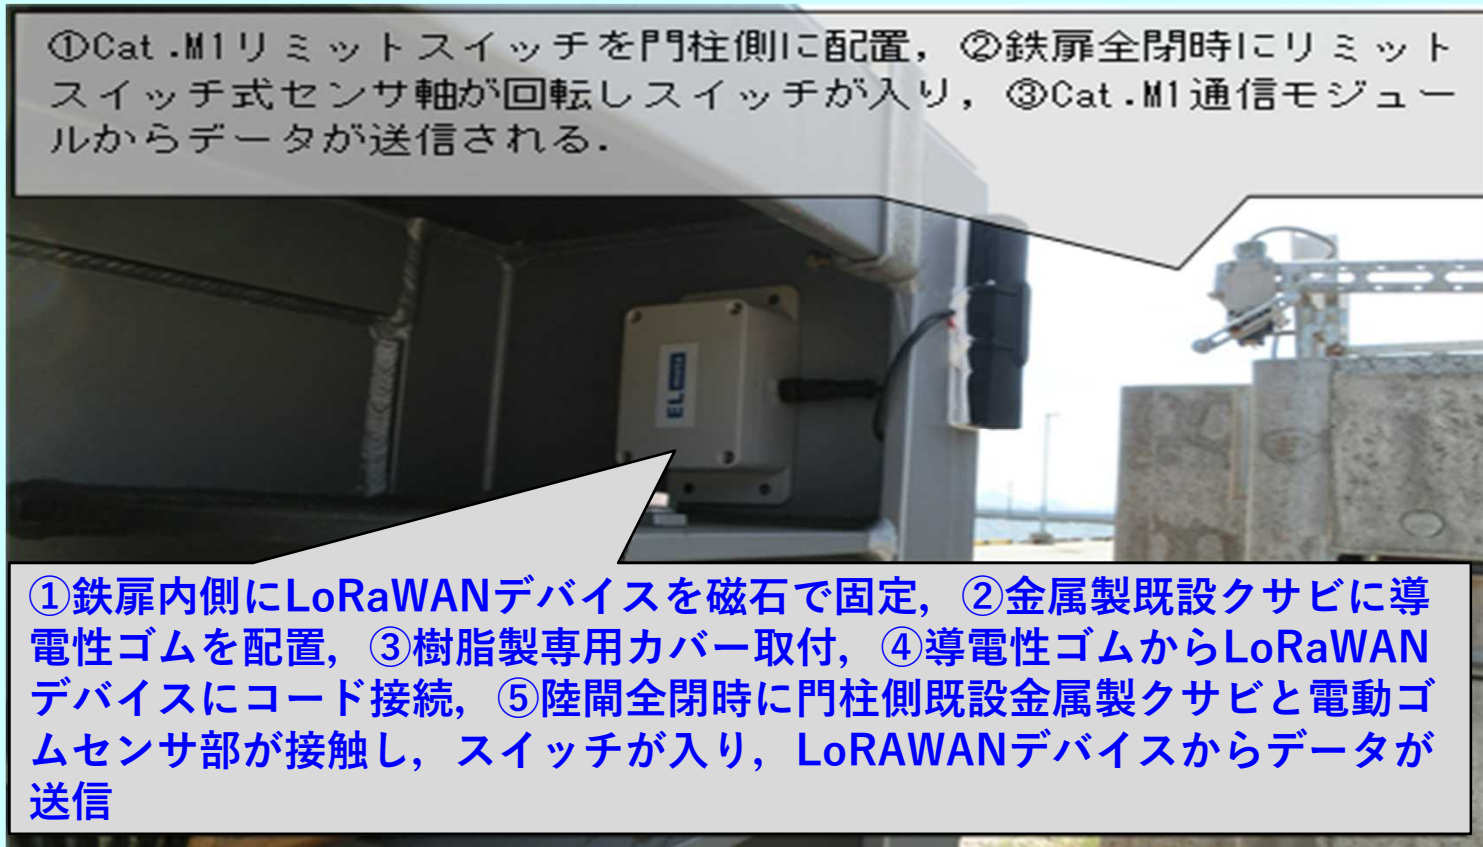 ①Cat.M1リミットスイッチを門柱側に配置，②鉄扉全閉時にリミット
スイッチ式センサ軸が回転しスイッチが入り，③Cat.M1通信モジュー
ルからデータが送信される．
①鉄扉内側にLoRaWANデバイスを磁石で固定，②金属製既設クサビに導
電性ゴムを配置，③樹脂製専用カバー取付，④導電性ゴムからLoRaWAN
デバイスにコード接続，⑤陸閘全閉時に門柱側既設金属製クサビと電動ゴ
ムセンサ部が接触し，スイッチが入り，LoRAWANデバイスからデータが
送信